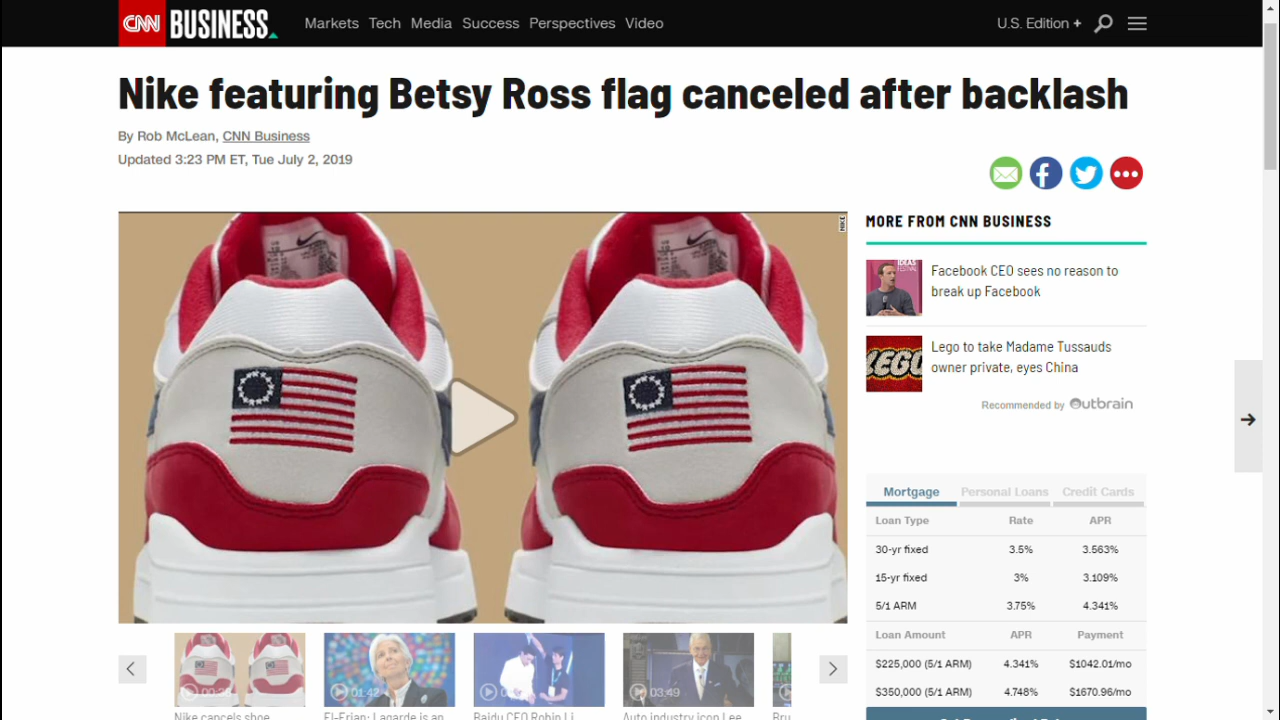 CNN BUSINESS
Markets Tech Media Success Perspectives Video
U.S. Edition +
Nike featuring Betsy Ross flag canceled after backlash
By Rob McLean, CNN Business
Updated 3:23 PM ET, Tue July 2, 2019
NIKE
MORE FROM CNN BUSINESS
IDEAS
FESTIVAL
Facebook CEO sees no reason to
break up Facebook
LEGO
Lego to take Madame Tussauds
owner private, eyes China
Recommended by Outbrain
Mortgage Personal Loans Credit Cards
Loan Type Rate APR
30-yr fixed 3.5% 3.563%
15-yr fixed 3% 3.109%
5/1 ARM 3.75% 4.341%
Loan Amount APR Payment
$225,000 (5/1 ARM) 4.341% $1042.01/mo
$350,000 (5/1 ARM) 4.748% $1670.96/mo
01:42
03:49
Nike cancels shoe
El-Erian: Lagarde is an
Baidu CEO Robin Li
Auto industry icon Lee
Bru